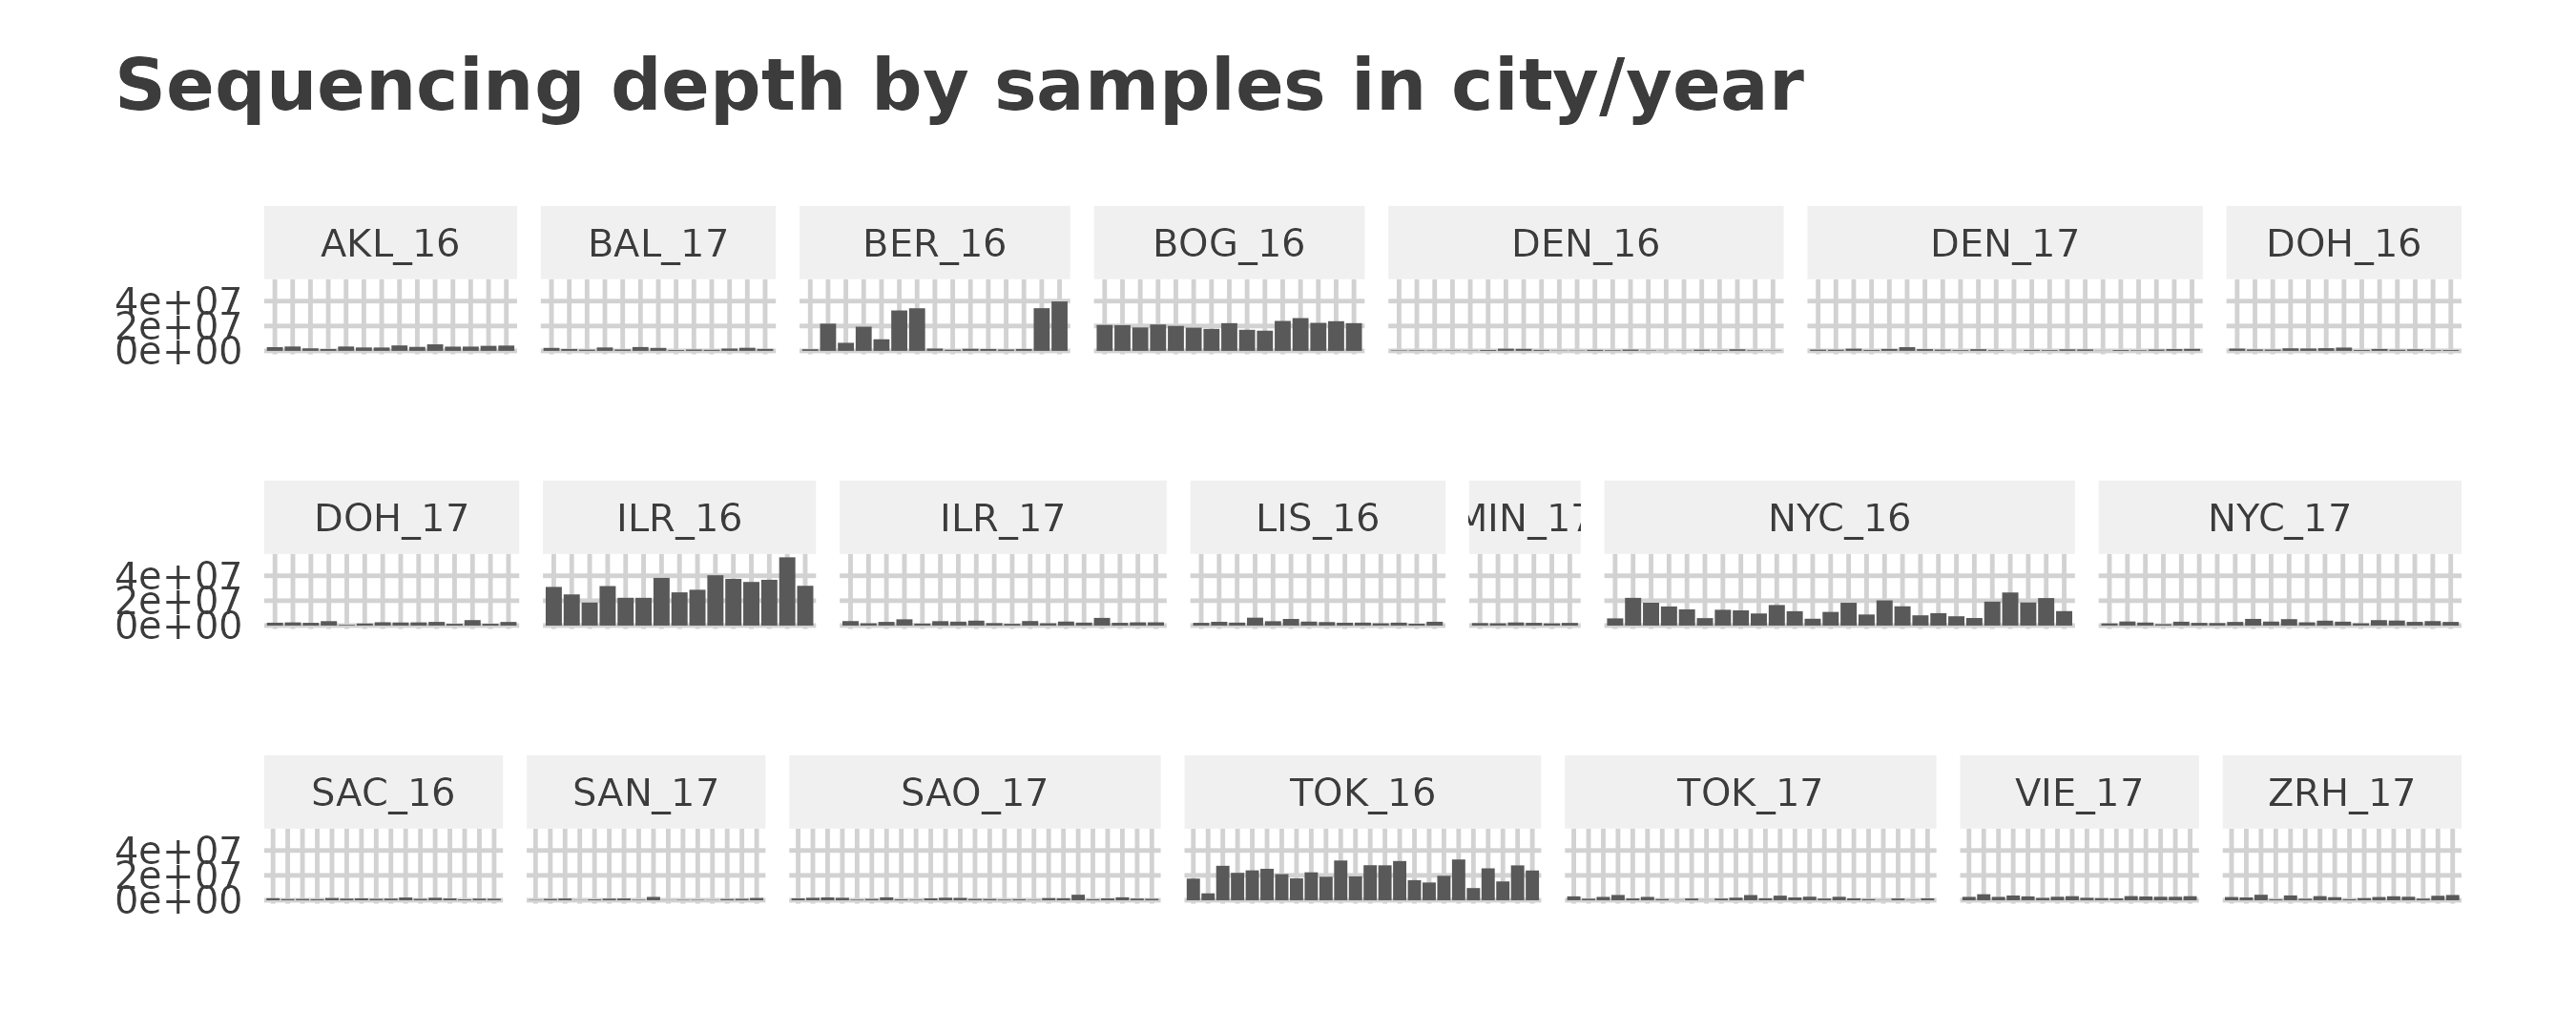 Sequencing depth by samples in city/year
AKL_16 BAL_17 BER_16 BOG_16 DEN_16 DEN_17 DOH_16
4e+07
2e+07
0e+00
DOH_17 ILR_16 ILR_17 LIS_16 MIN_17 NYC_16 NYC_17
4e+07
2e+07
0e+00
SAC_16 SAN_17 SAO_17 TOK_16 TOK_17 VIE_17 ZRH_17
4e+07
2e+07
0e+00